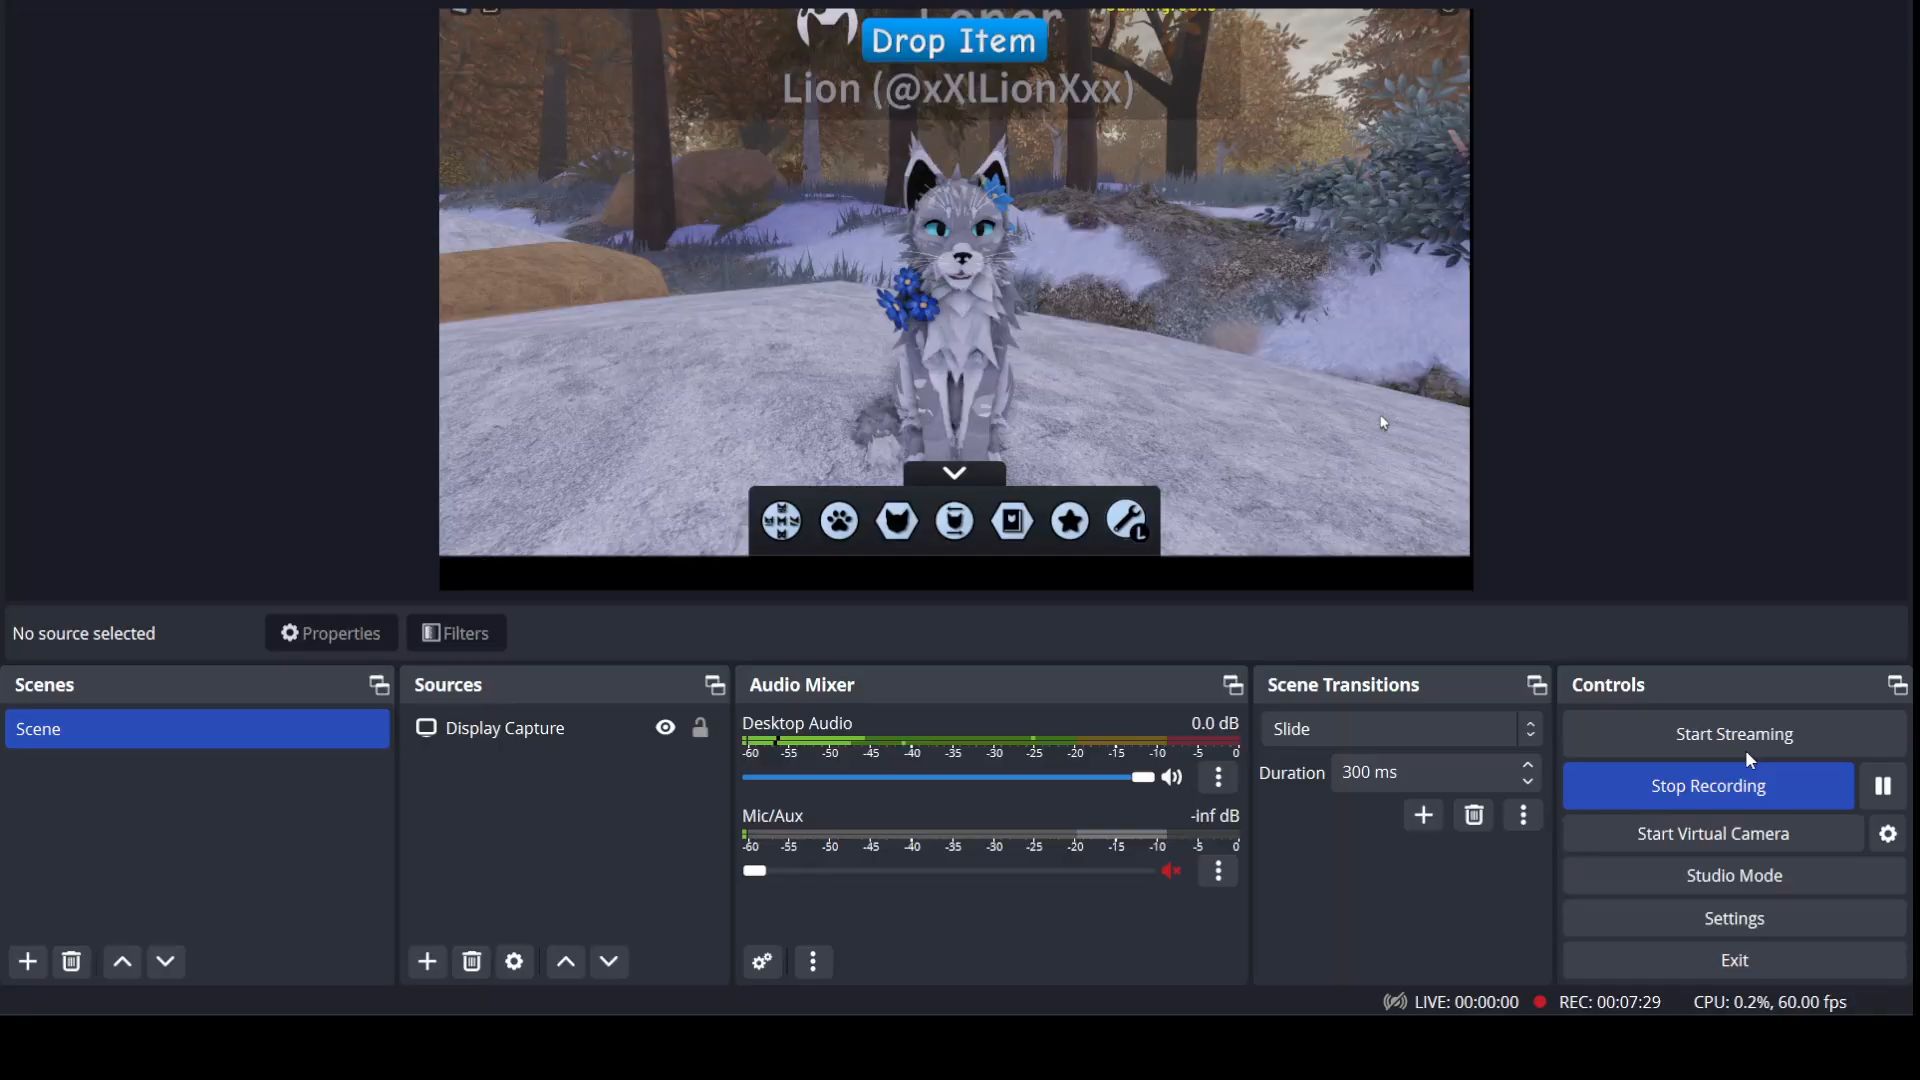 Loner
Drop Item
Lion (@xXlLionXxx)
L
No source selected
Properties
Filters
Scenes
Sources
Audio Mixer
Scene Transitions
Controls
Scene
Display Capture
Desktop Audio
0.0 dB
-60 -55 -50 -45 -40 -35 -30 -25 -20 -15 -10 -5 0
Mic/Aux
-inf dB
-60 -55 -50 -45 -40 -35 -30 -25 -20 -15 -10 -5 0
Slide
Duration
300 ms
Start Streaming
Stop Recording
Start Virtual Camera
Studio Mode
Settings
Exit
LIVE: 00:00:00
REC: 00:07:29
CPU: 0.2%, 60.00 fps